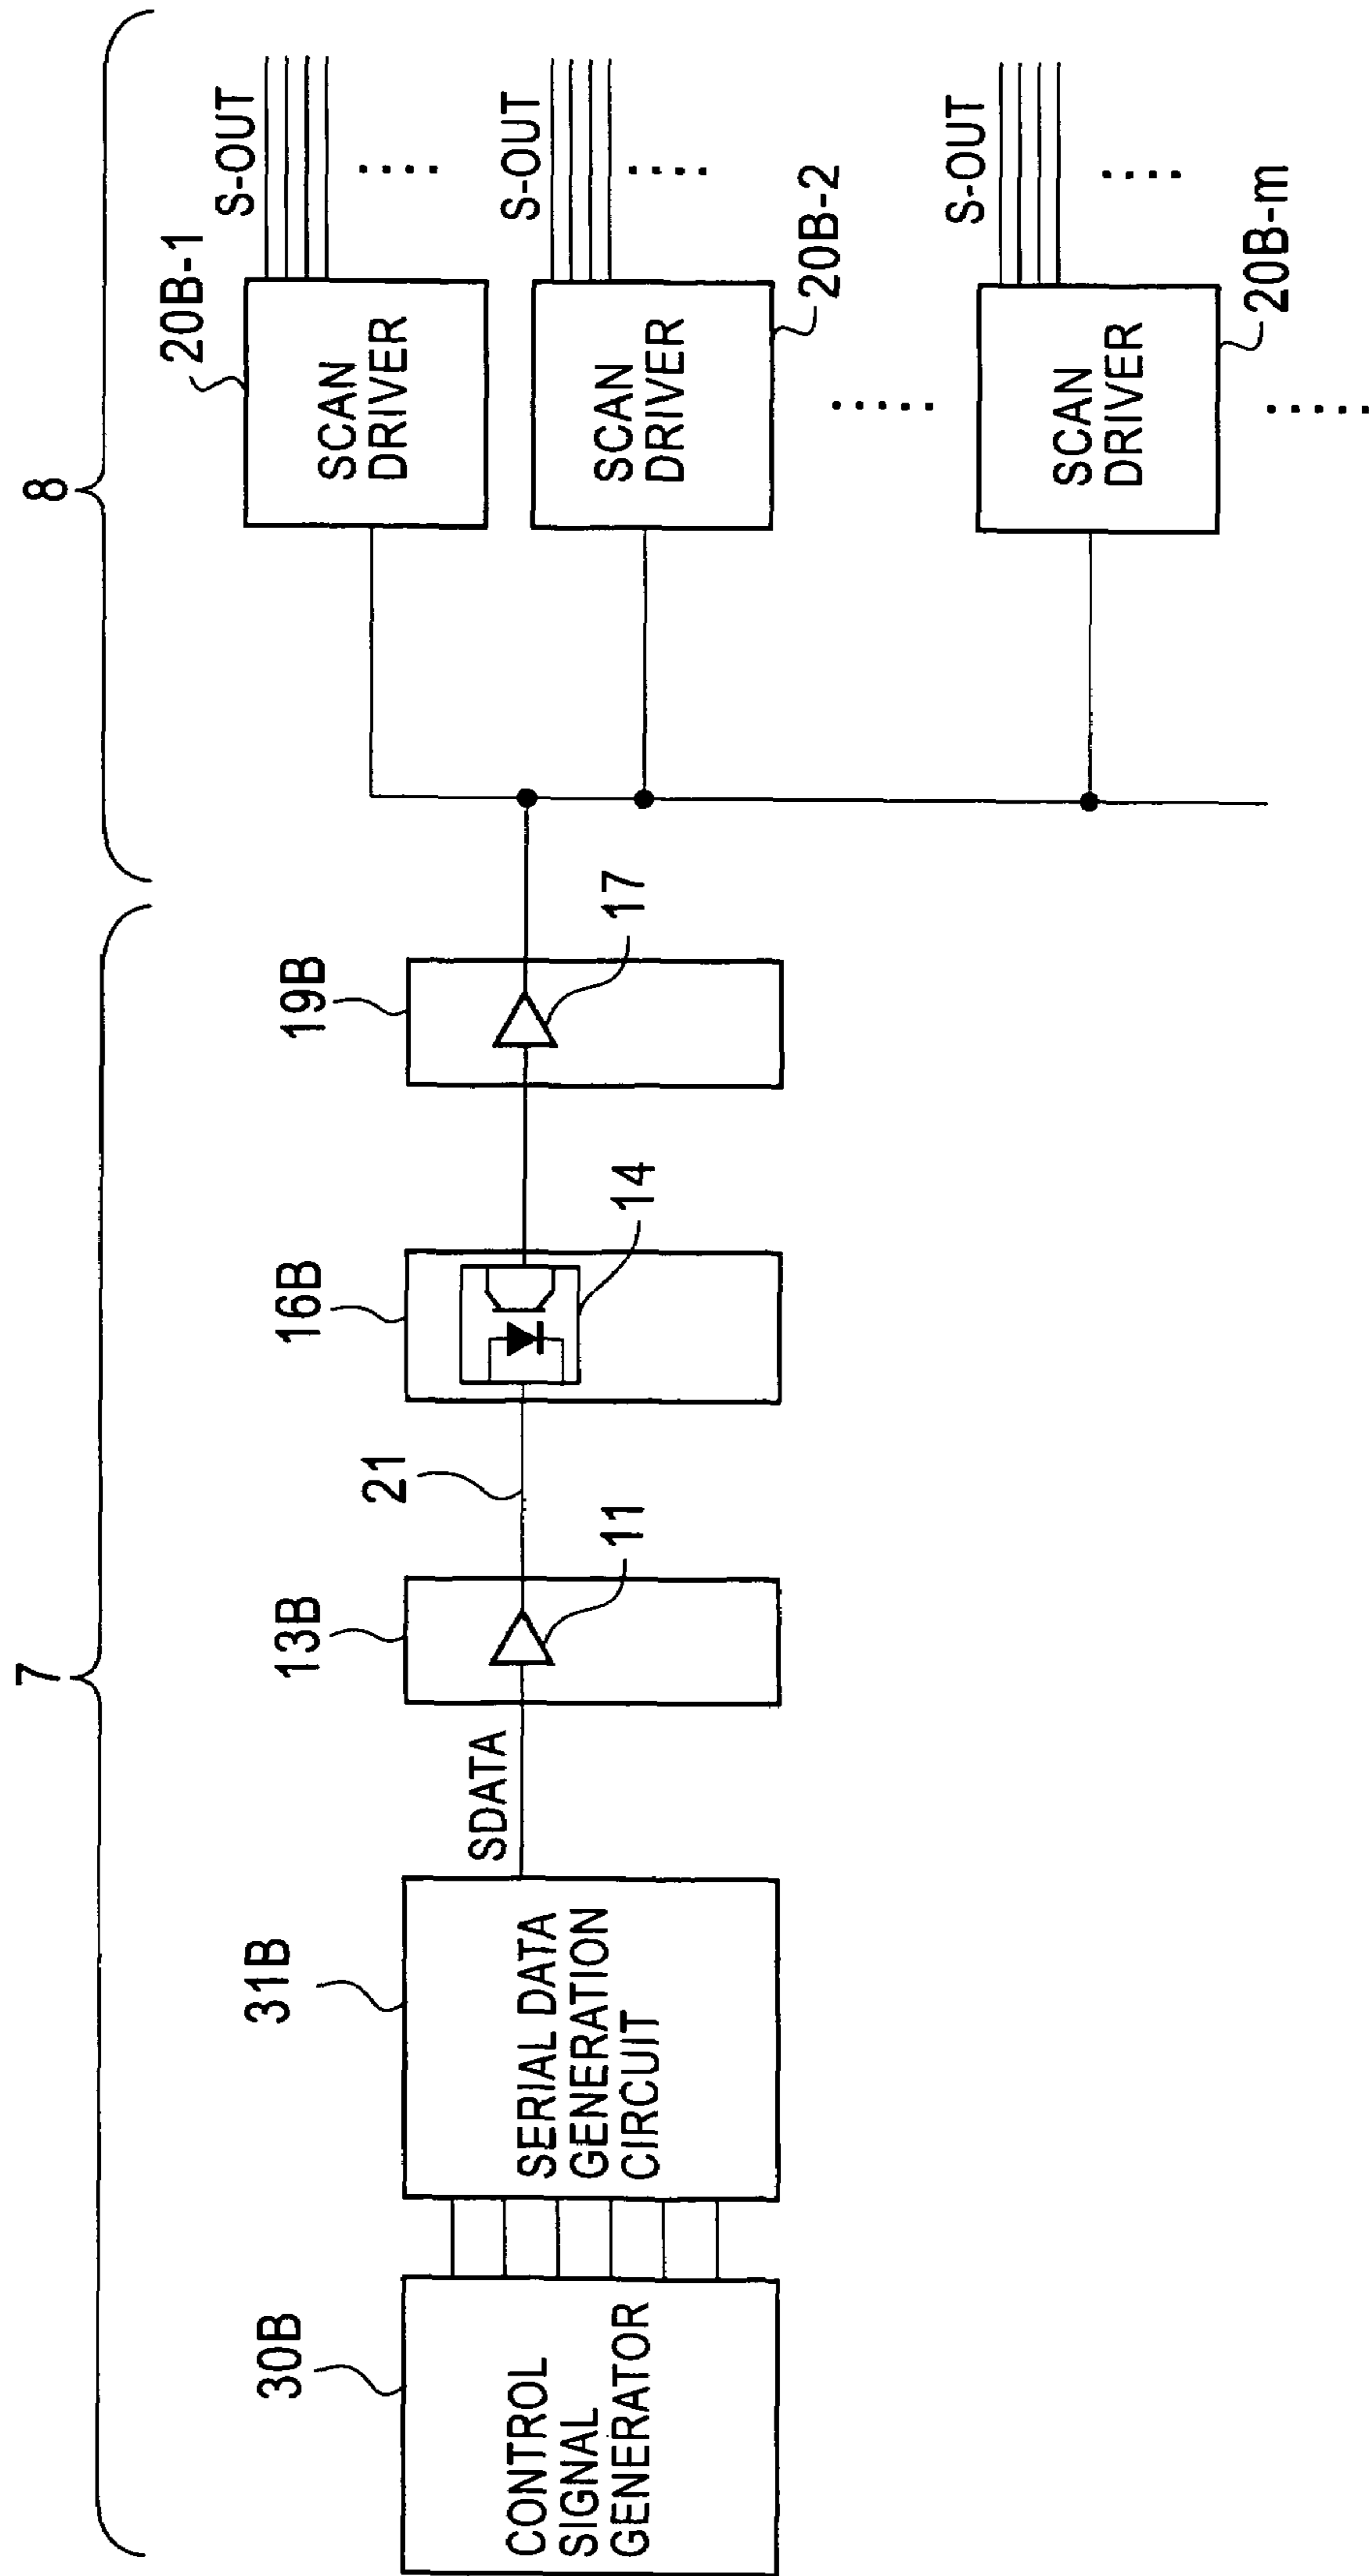 7
8
30B
CONTROL
SIGNAL
GENERATOR
31B
SERIAL DATA
GENERATION
CIRCUIT
SDATA
13B
11
21
16B
14
19B
17
20B-1
SCAN
DRIVER
S-OUT
SCAN
DRIVER
20B-2
S-OUT
SCAN
DRIVER
20B-m
S-OUT